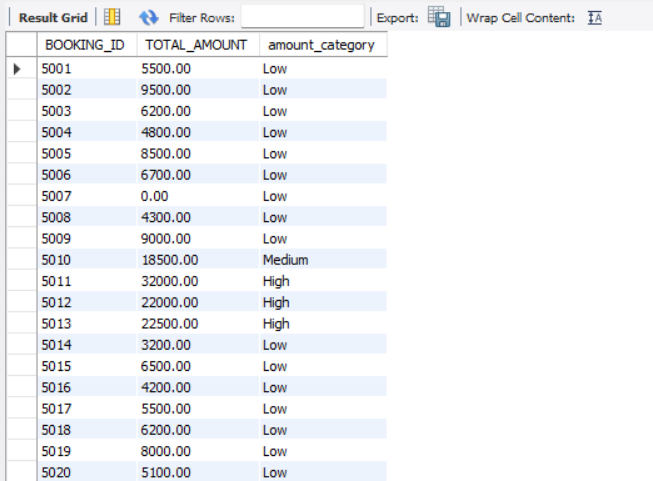 Result Grid Filter Rows: Export: Wrap Cell Content: IA
BOOKING_ID TOTAL_AMOUNT amount_category
5001 5500.00 Low
5002 9500.00 Low
5003 6200.00 Low
5004 4800.00 Low
5005 8500.00 Low
5006 6700.00 Low
5007 0.00 Low
5008 4300.00 Low
5009 9000.00 Low
5010 18500.00 Medium
5011 32000.00 High
5012 22000.00 High
5013 22500.00 High
5014 3200.00 Low
5015 6500.00 Low
5016 4200.00 Low
5017 5500.00 Low
5018 6200.00 Low
5019 8000.00 Low
5020 5100.00 Low